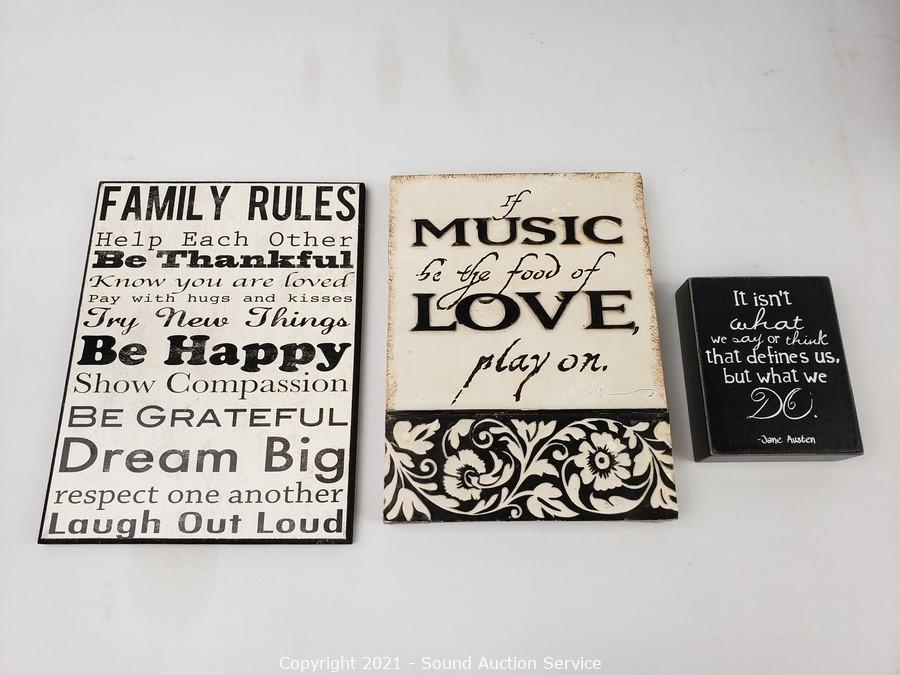 FAMILY RULES
Help Each Other
Be Thankful
Know you are loved
Pay with hugs and kisses
Try New Things
Be Happy
Show Compassion
BE GRATEFUL
Dream Big
respect one another
Laugh Out Loud
If
MUSIC
be the food of
LOVE,
play on.
It isn't
what
we say or think
that defines us,
but what we
DO.
-Jane Austen
Copyright 2021 - Sound Auction Service